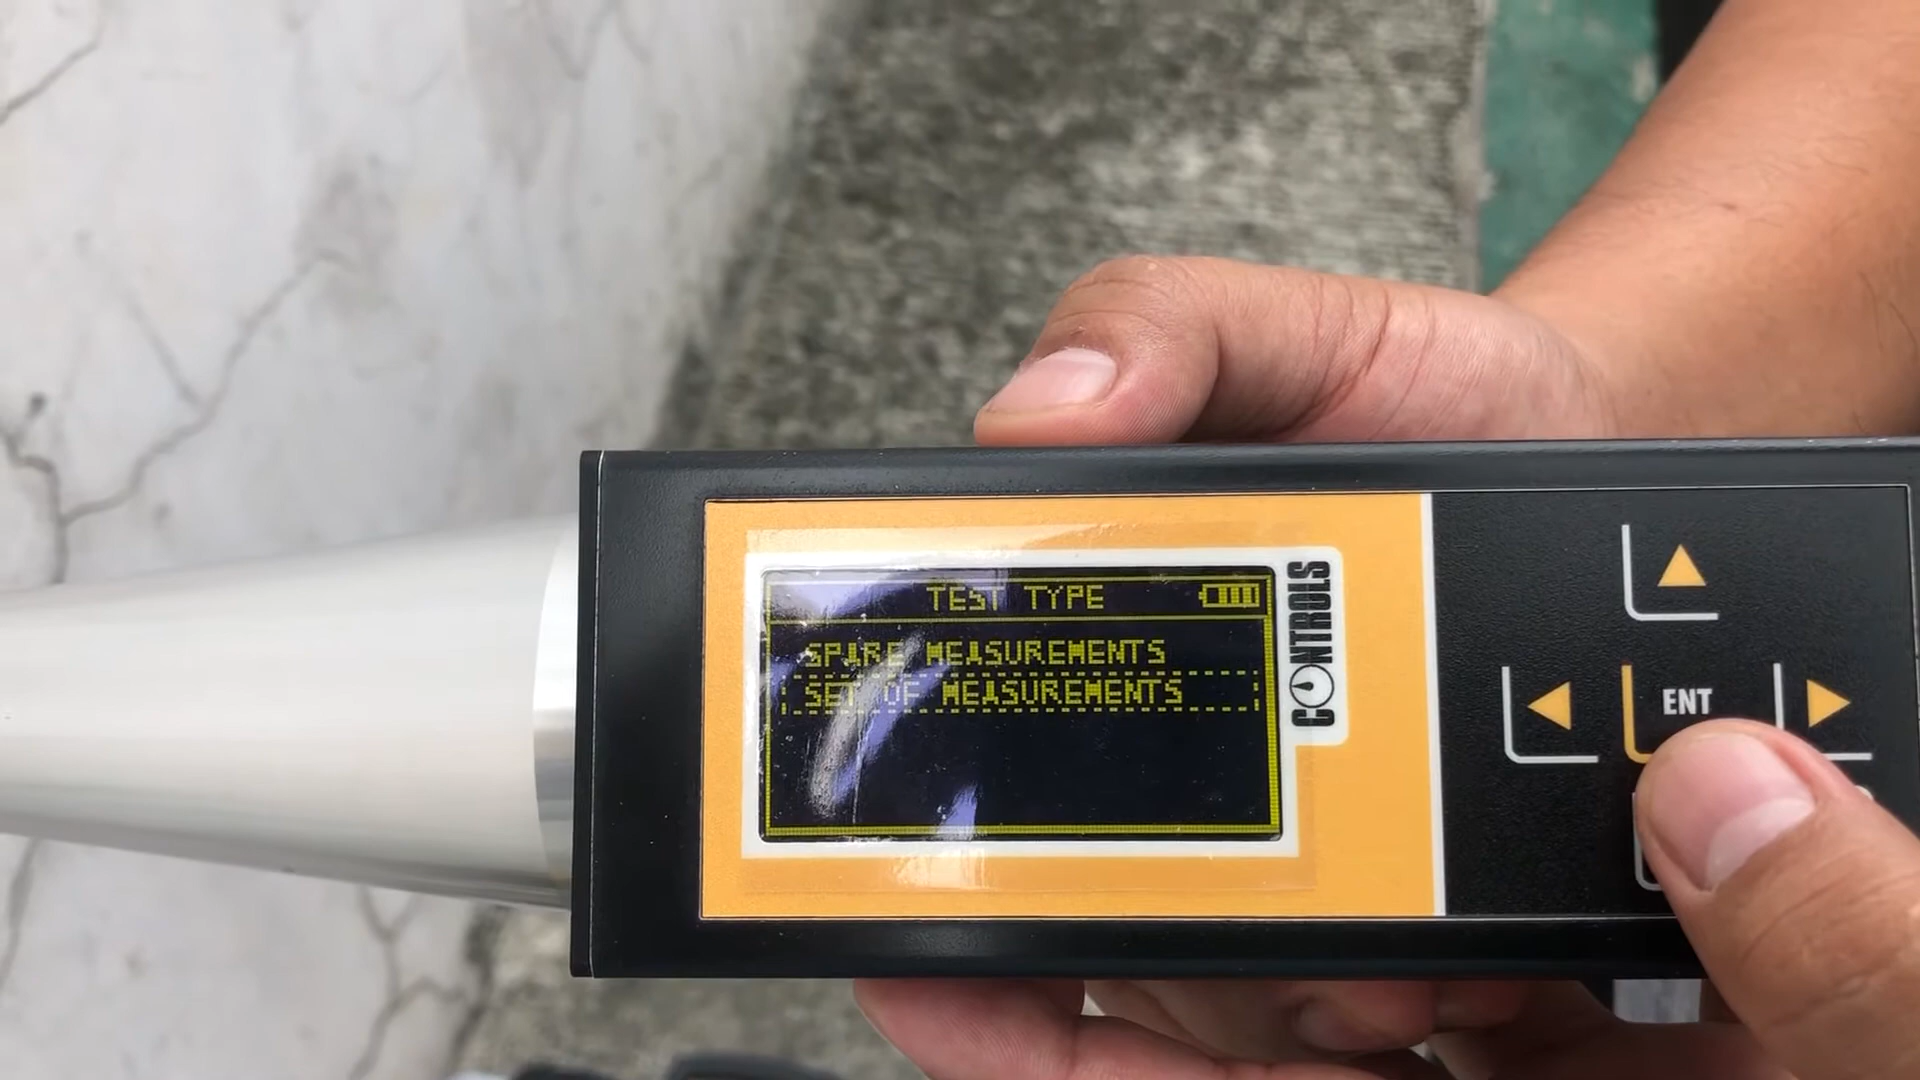 TEST TYPE
SPARE MEASUREMENTS
SET OF MEASUREMENTS
CONTROLS
ENT